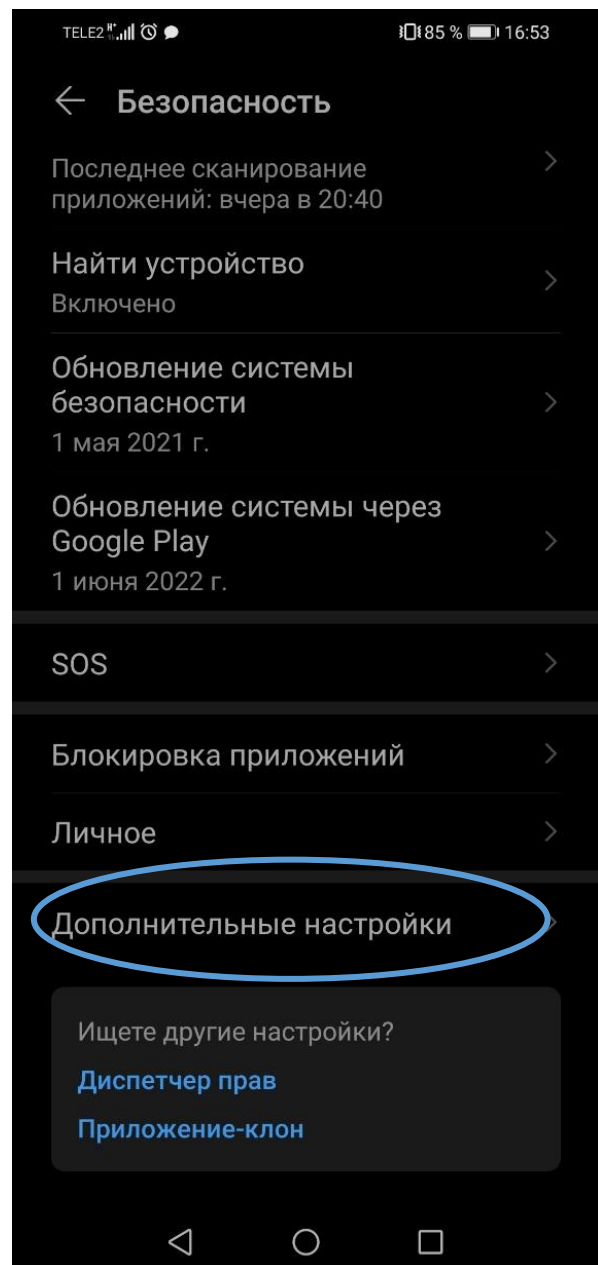 TELE2 85 % 16:53
Безопасность
Последнее сканирование
приложений: вчера в 20:40
Найти устройство
Включено
Обновление системы
безопасности
1 мая 2021 г.
Обновление системы через
Google Play
1 июня 2022 г.
SOS
Блокировка приложений
Личное
Дополнительные настройки
Ищете другие настройки?
Диспетчер прав
Приложение-клон